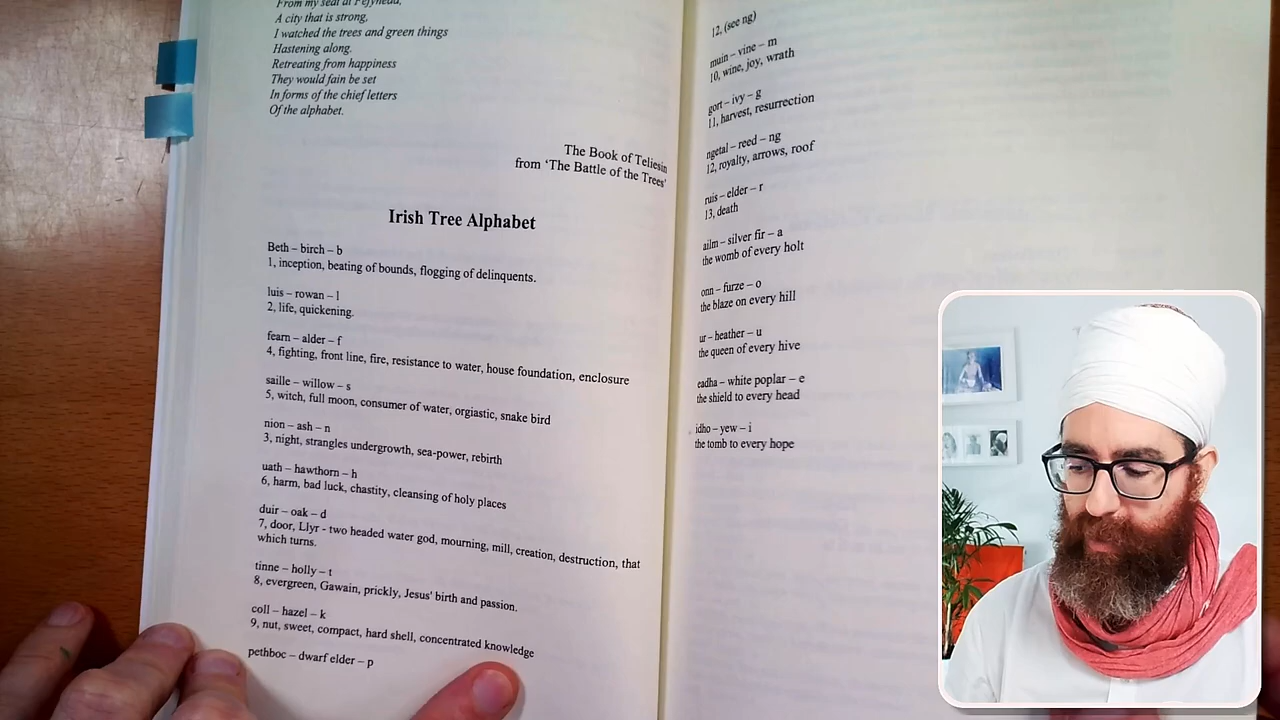 From my seat at Fefynedd,
A city that is strong,
I watched the trees and green things
Hastening along.
Retreating from happiness
They would fain be set
In forms of the chief letters
Of the alphabet.
The Book of Teliesin
from ‘The Battle of the Trees’
Irish Tree Alphabet
Beth – birch – b
1, inception, beating of bounds, flogging of delinquents.
luis – rowan – l
2, life, quickening.
fearn – alder – f
4, fighting, front line, fire, resistance to water, house foundation, enclosure
saille – willow – s
5, witch, full moon, consumer of water, orgiastic, snake bird
nion – ash – n
3, night, strangles undergrowth, sea-power, rebirth
uath – hawthorn – h
6, harm, bad luck, chastity, cleansing of holy places
duir – oak – d
7, door, Llyr - two headed water god, mourning, mill, creation, destruction, that
which turns.
tinne – holly – t
8, evergreen, Gawain, prickly, Jesus' birth and passion.
coll – hazel – k
9, nut, sweet, compact, hard shell, concentrated knowledge
pethboc – dwarf elder – p
12, (see ng)
muin – vine – m
10, wine, joy, wrath
gort – ivy – g
11, harvest, resurrection
ngetal – reed – ng
12, royalty, arrows, roof
ruis – elder – r
13, death
ailm – silver fir – a
the womb of every holt
onn – furze – o
the blaze on every hill
ur – heather – u
the queen of every hive
eadha – white poplar – e
the shield to every head
idho – yew – i
the tomb to every hope